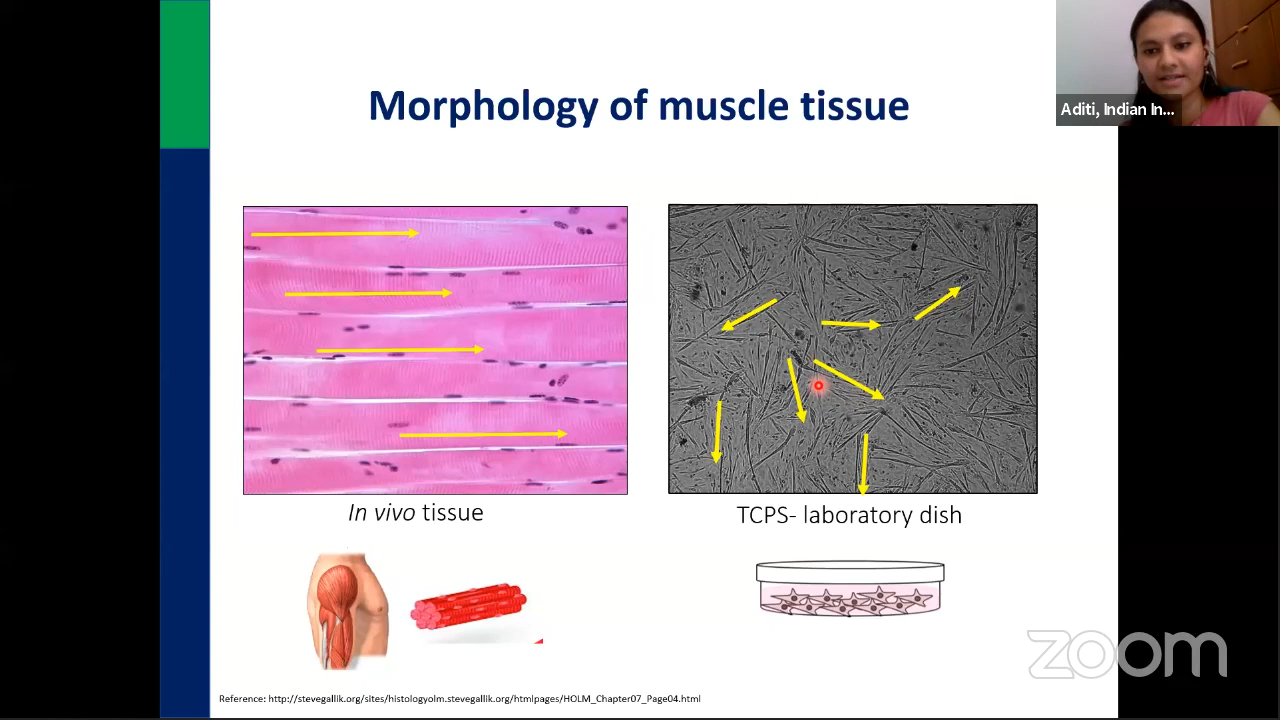 Morphology of muscle tissue
Aditi, Indian In...
In vivo tissue
TCPS- laboratory dish
zoom
Reference: http://stevegallik.org/sites/histologyolm.stevegallik.org/htmlpages/HOLM_Chapter07_Page04.html